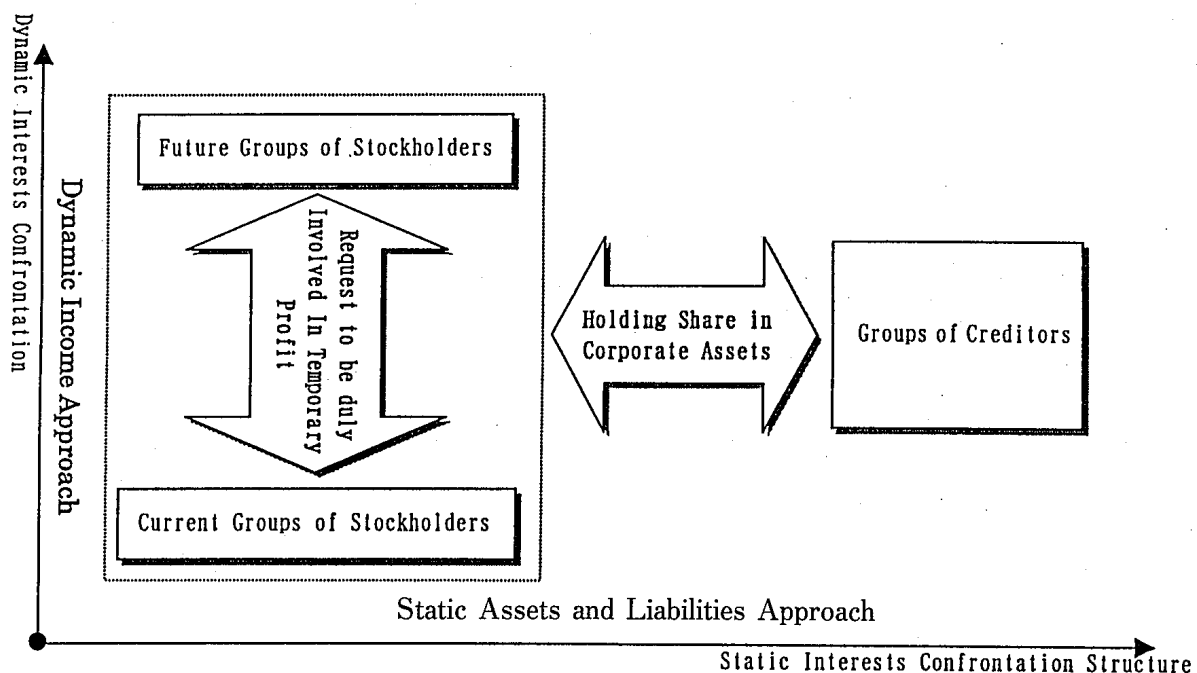 Dynamic Interests Confrontation
Dynamic Income Approach
Future Groups of Stockholders
Request to be duly
Involved In Temporary
Profit
Current Groups of Stockholders
Holding Share in
Corporate Assets
Groups of Creditors
Static Assets and Liabilities Approach
Static Interests Confrontation Structure